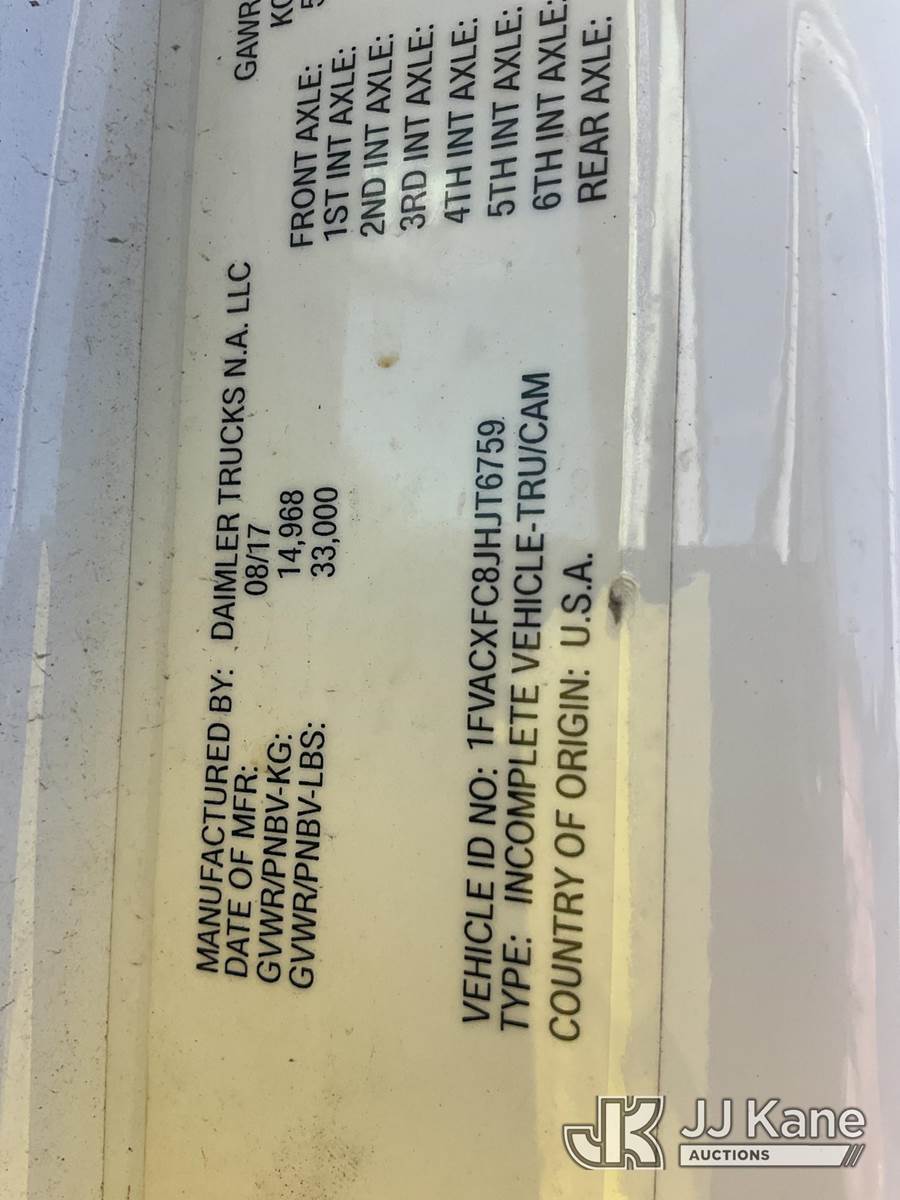 MANUFACTURED BY: DAIMLER TRUCKS N.A. LLC
DATE OF MFR: 08/17
GVWR/PNBV-KG: 14,968
GVWR/PNBV-LBS: 33,000
GAWR
FRONT AXLE:
1ST INT AXLE:
2ND INT AXLE:
3RD INT AXLE:
4TH INT AXLE:
5TH INT AXLE:
6TH INT AXLE:
REAR AXLE:
VEHICLE ID NO: 1FVACXFC8JHJT6759
TYPE: INCOMPLETE VEHICLE-TRU/CAM
COUNTRY OF ORIGIN: U.S.A.
JK JJ Kane
AUCTIONS